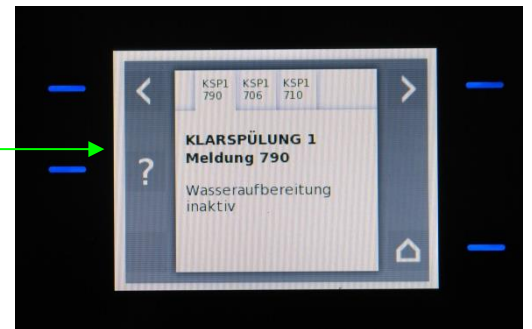 KSP1 KSP1 KSP1
790 706 710
KLARSPÜLUNG 1
Meldung 790
?
Wasseraufbereitung
inaktiv